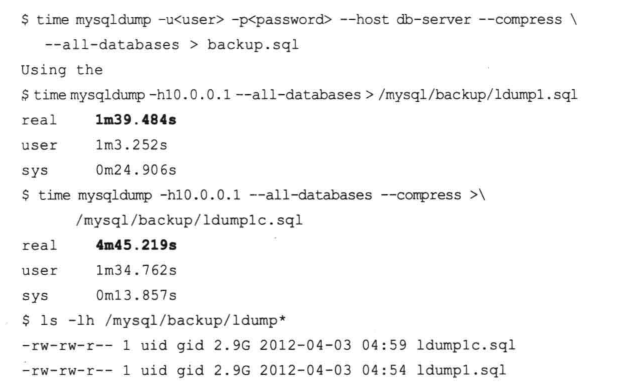 $ time mysqldump -u<user> -p<password> --host db-server --compress \
--all-databases > backup.sql
Using the
$ time mysqldump -h10.0.0.1 --all-databases > /mysql/backup/ldump1.sql
real 1m39.484s
user 1m3.252s
sys 0m24.906s
$ time mysqldump -h10.0.0.1 --all-databases --compress >\
/mysql/backup/ldump1c.sql
real 4m45.219s
user 1m34.762s
sys 0m13.857s
$ ls -lh /mysql/backup/ldump*
-rw-rw-r-- 1 uid gid 2.9G 2012-04-03 04:59 ldump1c.sql
-rw-rw-r-- 1 uid gid 2.9G 2012-04-03 04:54 ldump1.sql